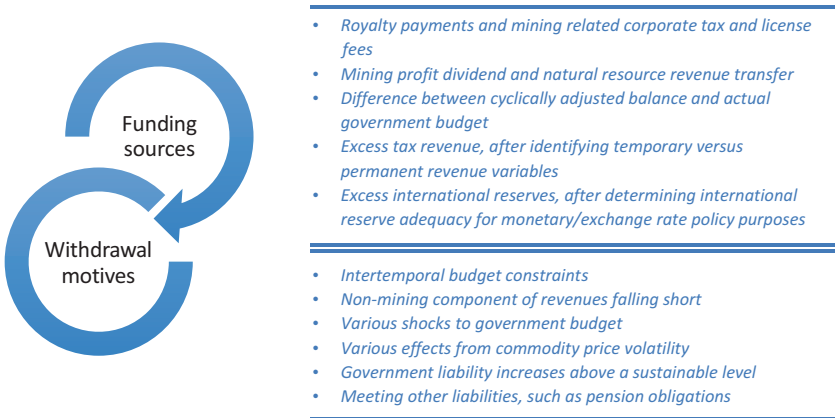 Funding
sources
• Royalty payments and mining related corporate tax and license
fees
• Mining profit dividend and natural resource revenue transfer
• Difference between cyclically adjusted balance and actual
government budget
• Excess tax revenue, after identifying temporary versus
permanent revenue variables
• Excess international reserves, after determining international
reserve adequacy for monetary/exchange rate policy purposes
Withdrawal
motives
• Intertemporal budget constraints
• Non-mining component of revenues falling short
• Various shocks to government budget
• Various effects from commodity price volatility
• Government liability increases above a sustainable level
• Meeting other liabilities, such as pension obligations